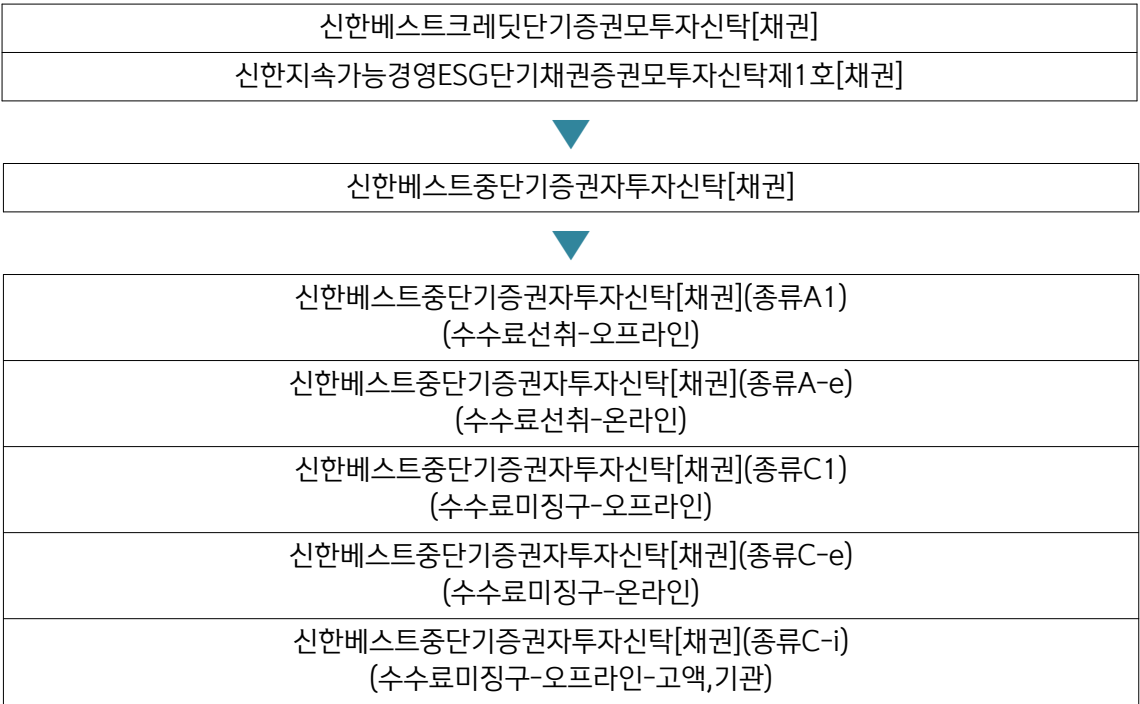 신한베스트크레딧단기증권모투자신탁[채권]
신한지속가능경영ESG단기채권증권모투자신탁제1호[채권]
신한베스트중단기증권자투자신탁[채권]
신한베스트중단기증권자투자신탁[채권](종류A1)
(수수료선취-오프라인)
신한베스트중단기증권자투자신탁[채권](종류A-e)
(수수료선취-온라인)
신한베스트중단기증권자투자신탁[채권](종류C1)
(수수료미징구-오프라인)
신한베스트중단기증권자투자신탁[채권](종류C-e)
(수수료미징구-온라인)
신한베스트중단기증권자투자신탁[채권](종류C-i)
(수수료미징구-오프라인-고액,기관)